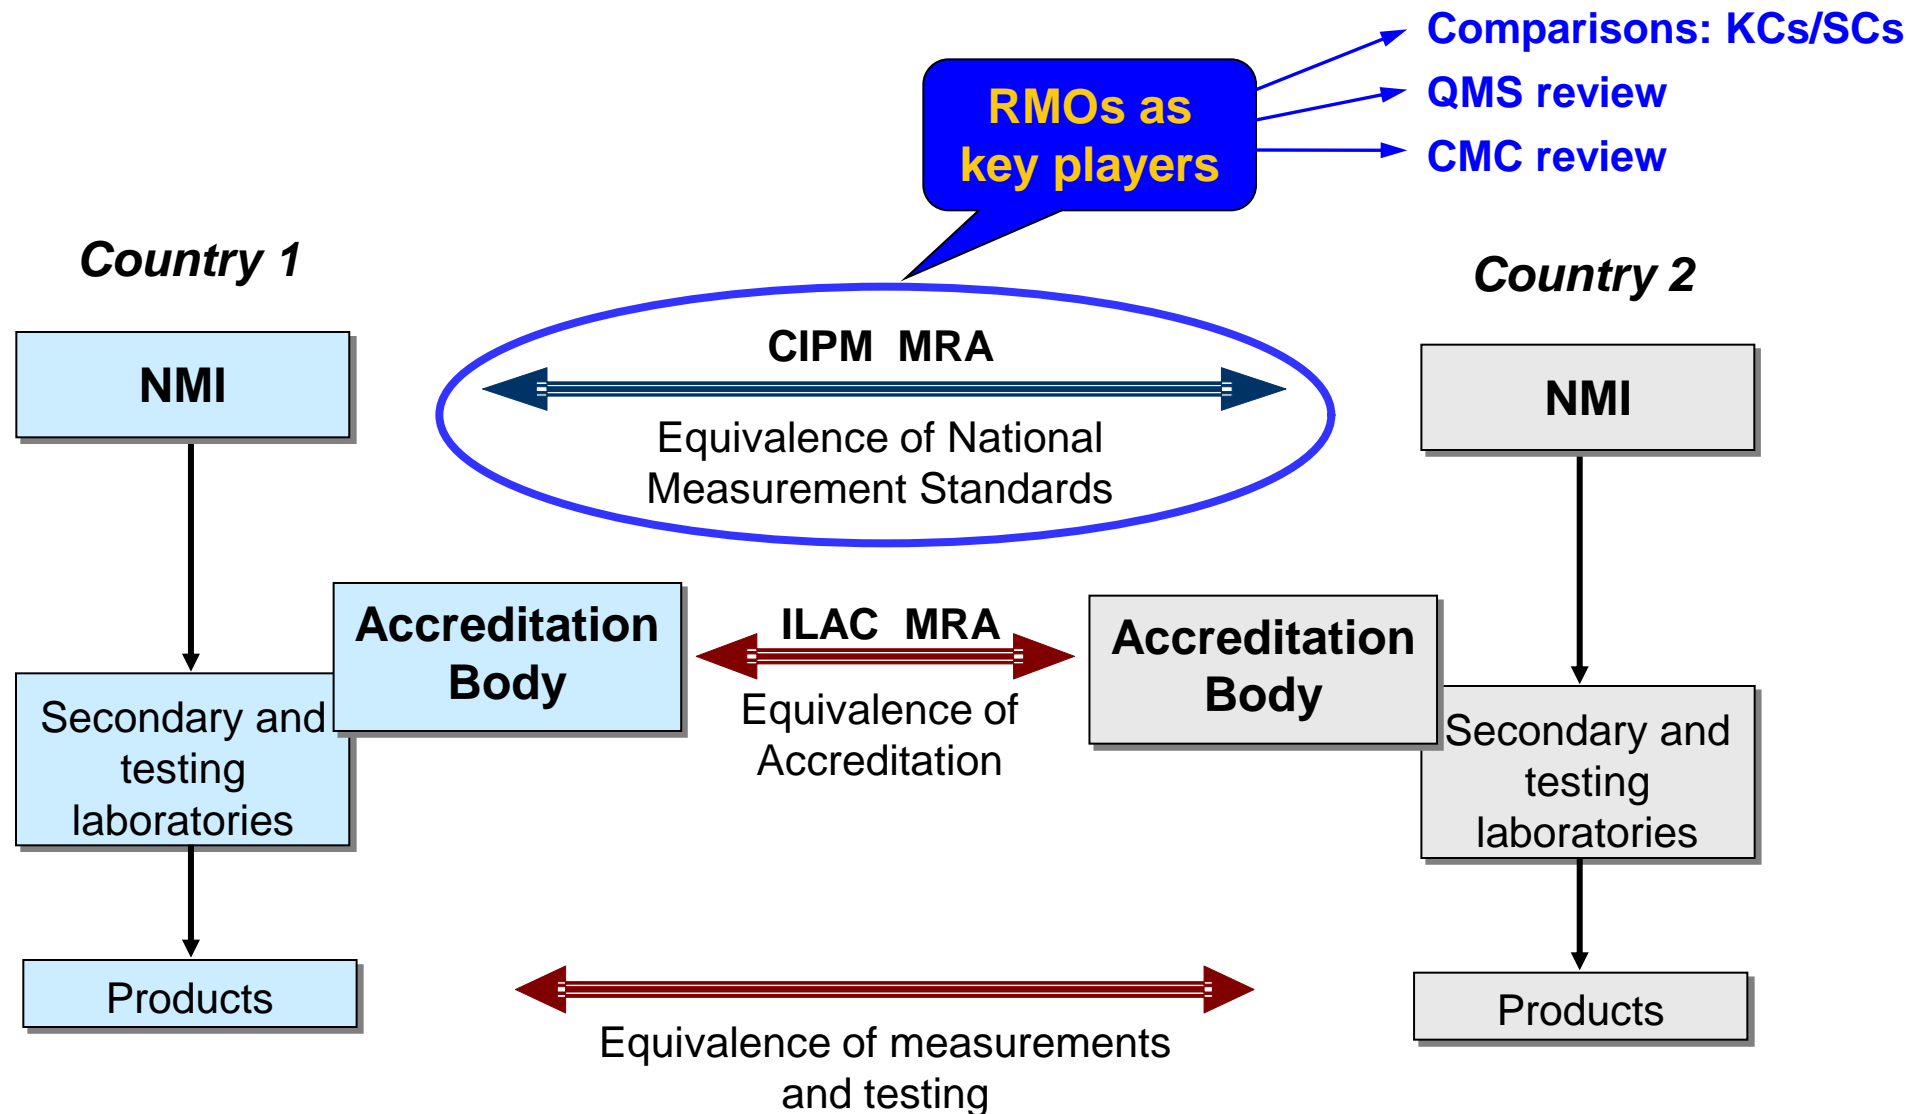 Comparisons: KCs/SCs
QMS review
CMC review
RMOs as
key players
Country 1
Country 2
NMI
CIPM MRA
Equivalence of National
Measurement Standards
NMI
Accreditation
Body
ILAC MRA
Equivalence of
Accreditation
Accreditation
Body
Secondary and
testing
laboratories
Secondary and
testing
laboratories
Products
Equivalence of measurements
and testing
Products